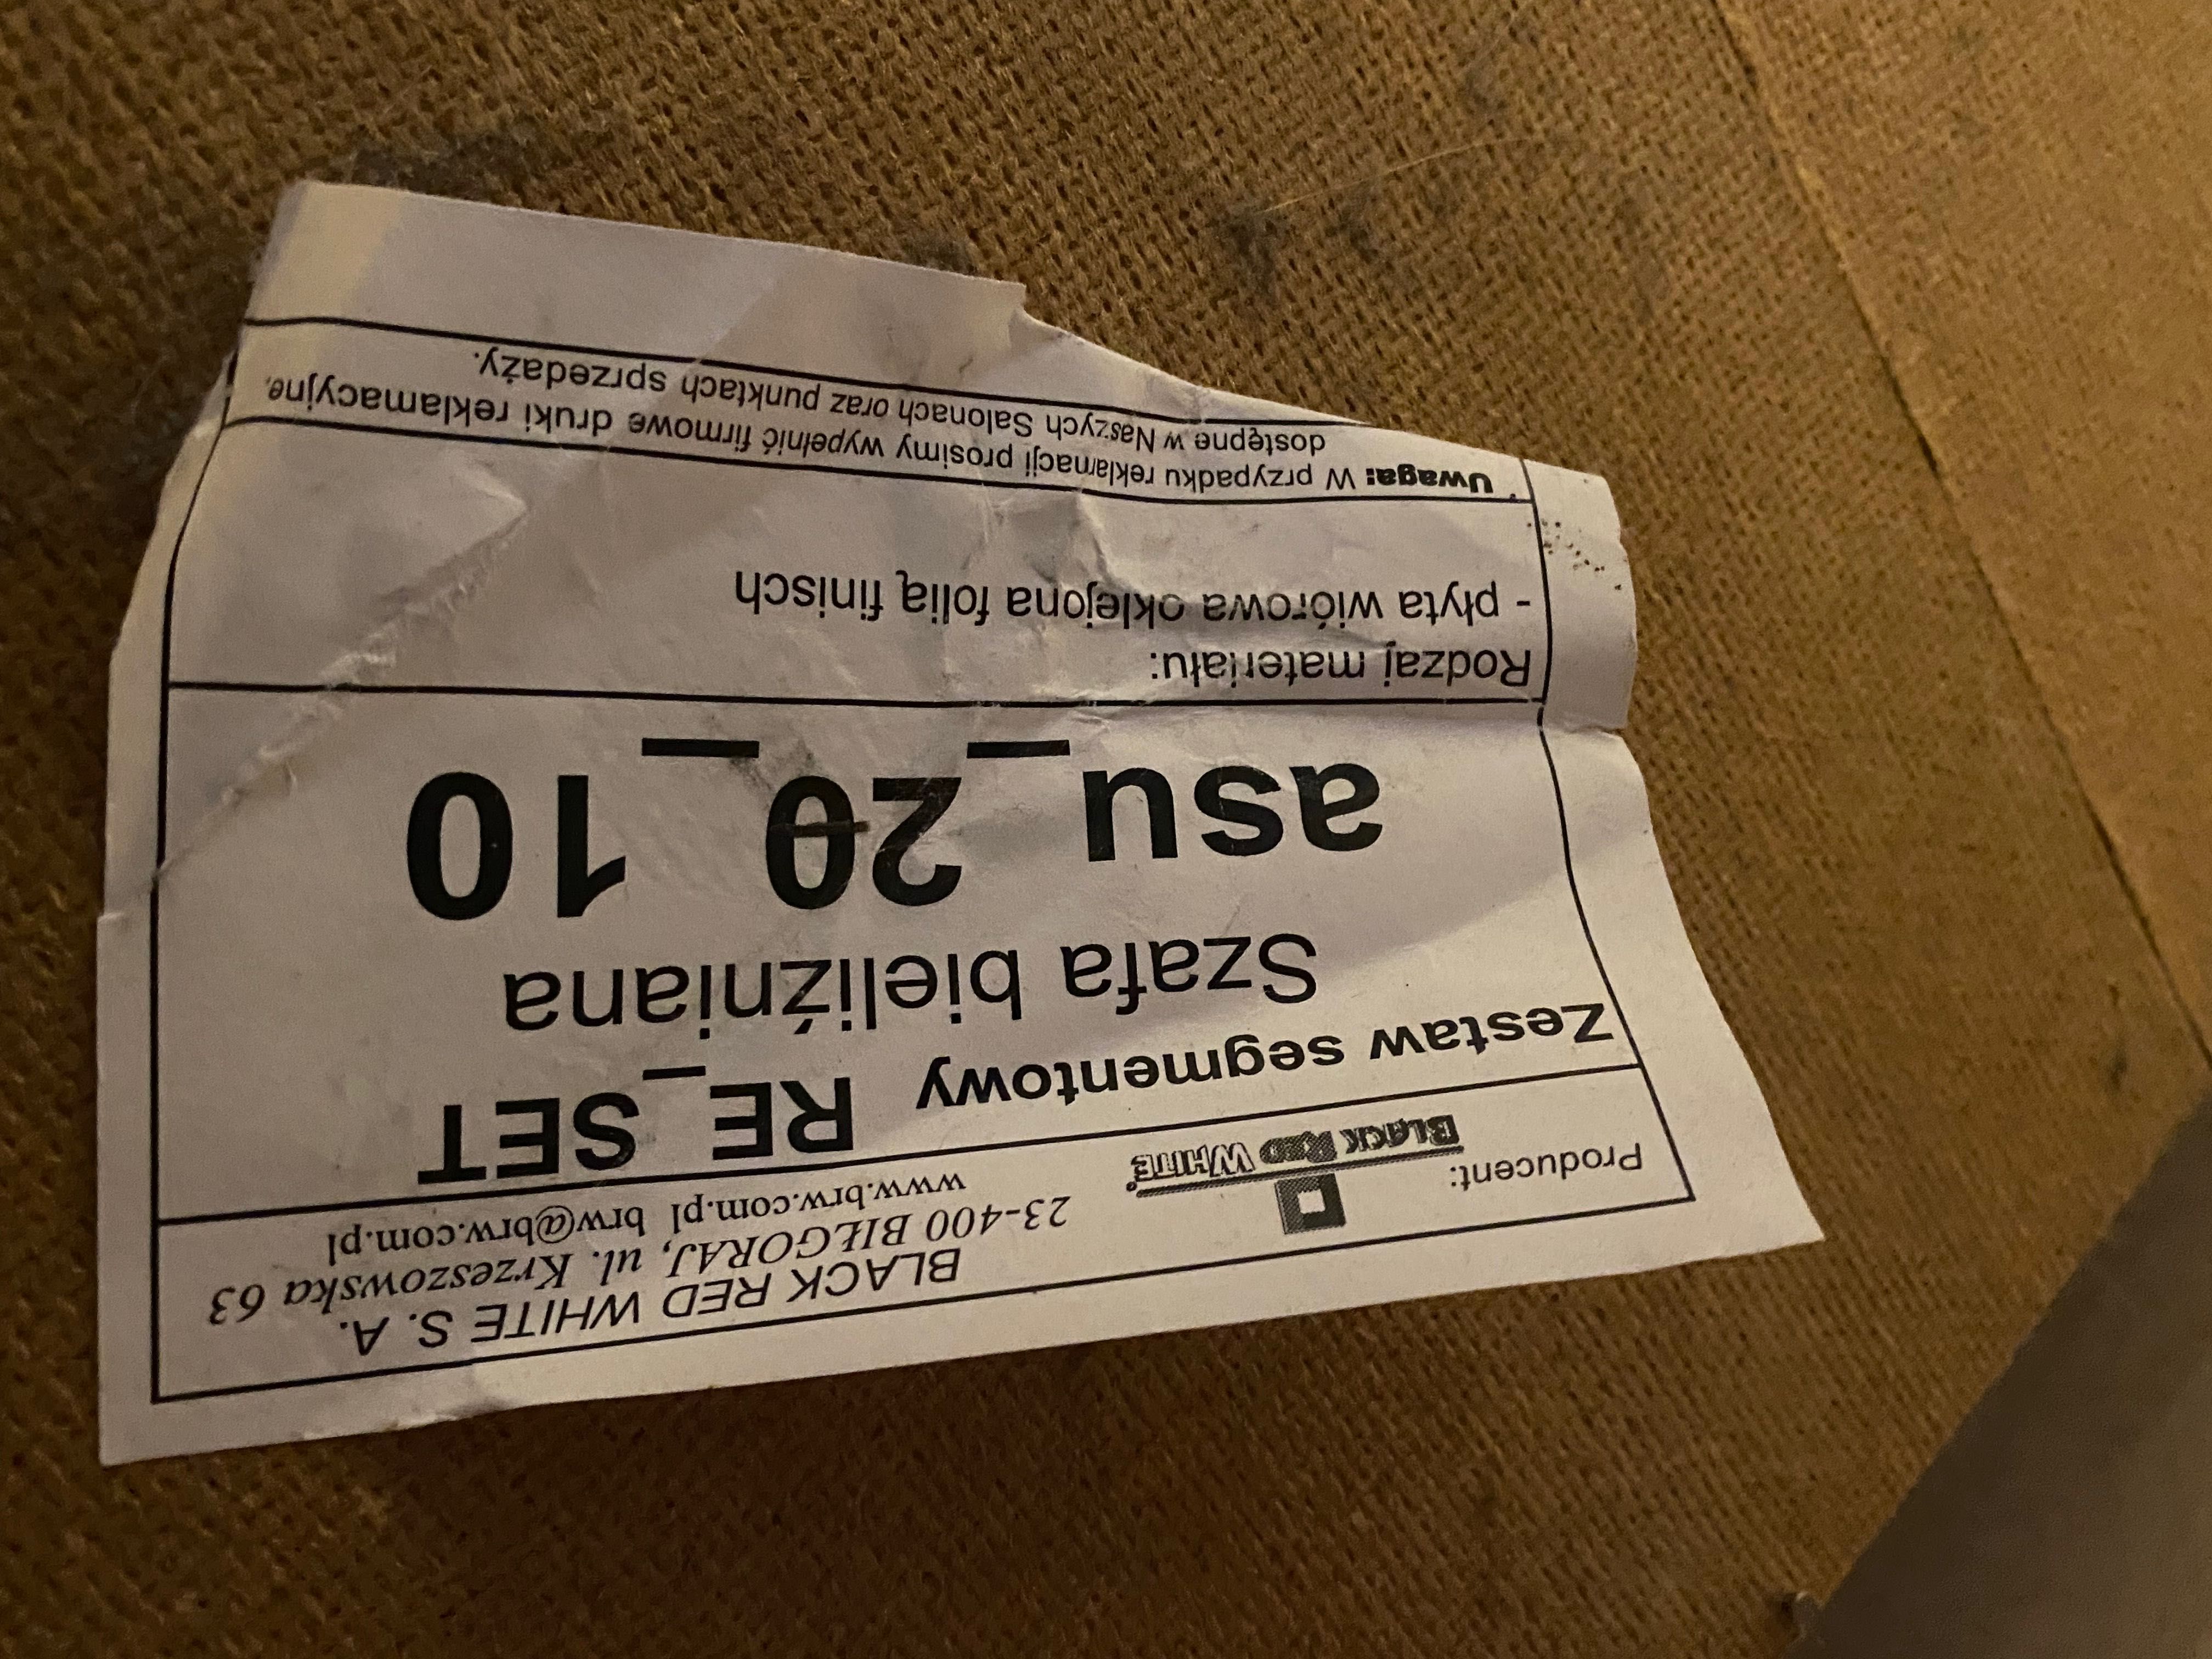 BLACK RED WHITE S. A.
23-400 BIŁGORAJ, ul. Krzeszowska 63
www.brw.com.pl brw@brw.com.pl
Producent:
BLACK RED WHITE
Zestaw segmentowy RE_SET
Szafa bieliźniana
asu_20_10
Rodzaj materiału:
- płyta wiórowa oklejona folią finisch
Uwaga: W przypadku reklamacji prosimy wypełnić firmowe druki reklamacyjne,
dostępne w Naszych Salonach oraz punktach sprzedaży.